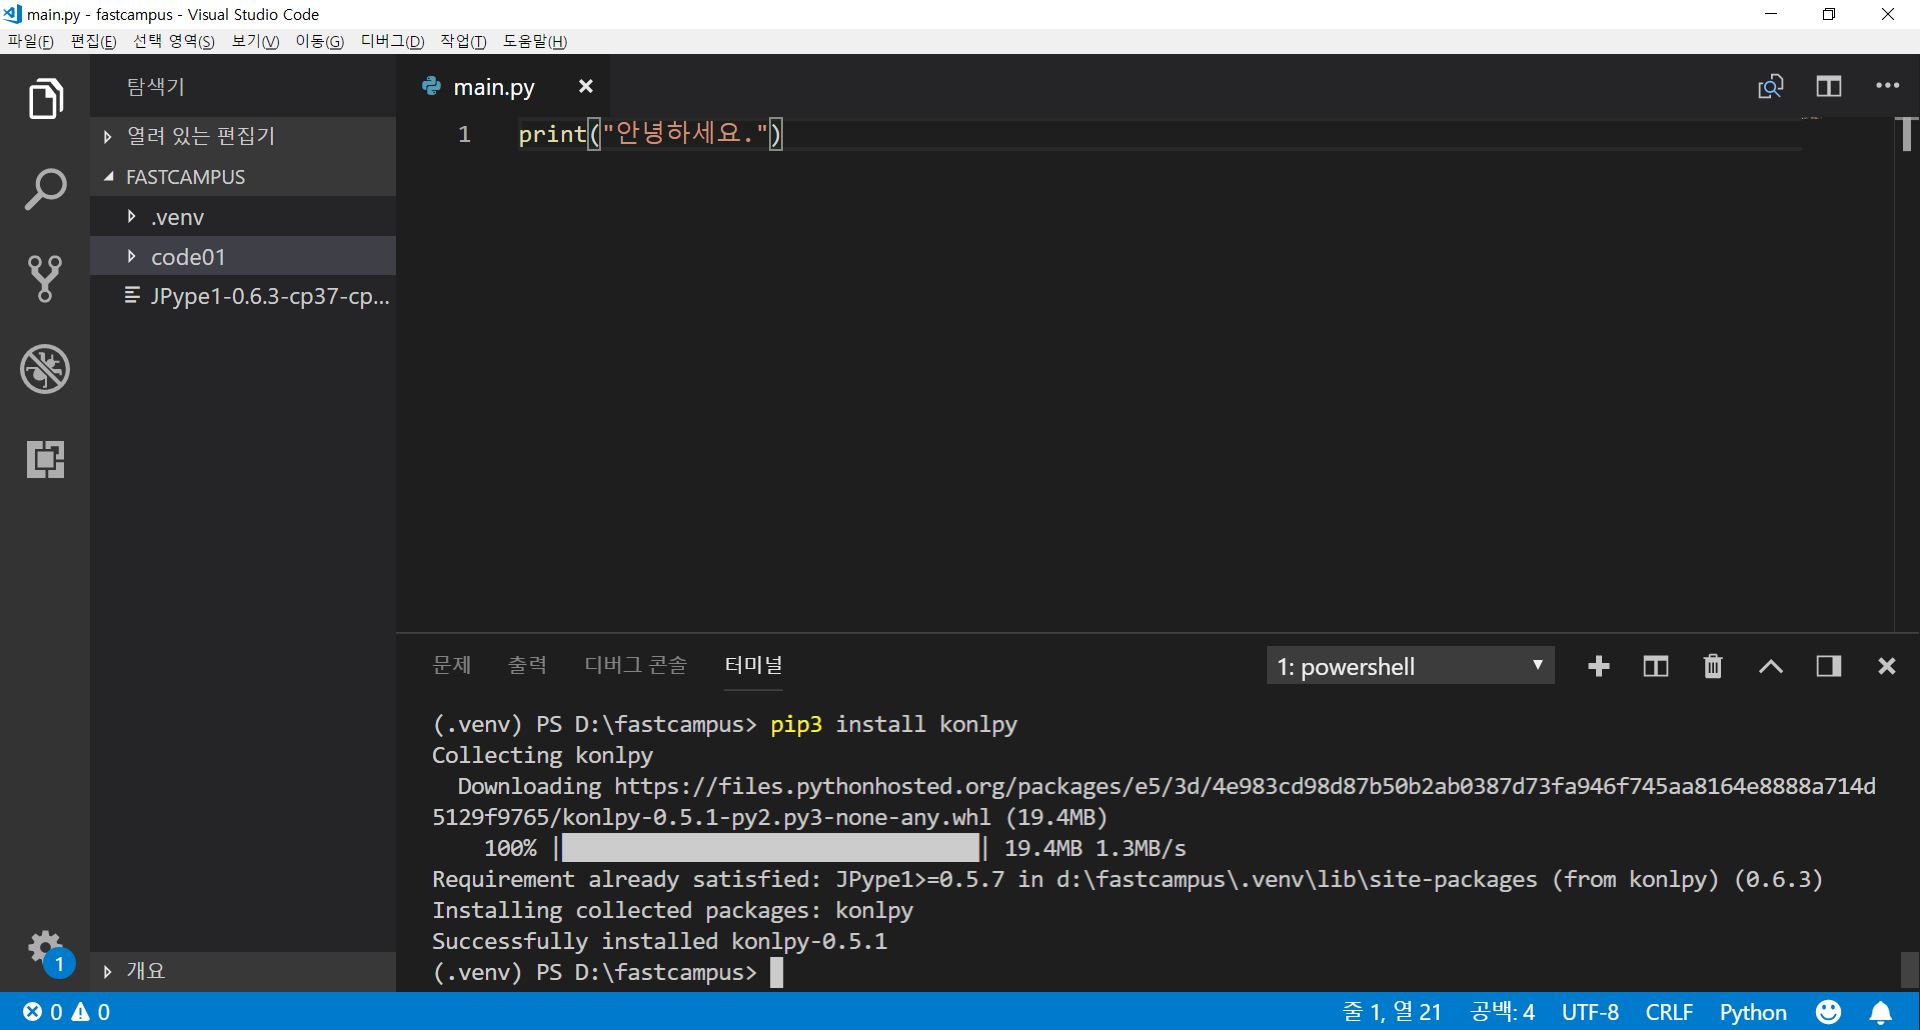 main.py - fastcampus - Visual Studio Code
파일(F) 편집(E) 선택 영역(S) 보기(V) 이동(G) 디버그(D) 작업(T) 도움말(H)
탐색기
열려 있는 편집기
FASTCAMPUS
.venv
code01
JPype1-0.6.3-cp37-cp...
개요
main.py
1 print("안녕하세요.")
문제 출력 디버그 콘솔 터미널
1: powershell
(.venv) PS D:\fastcampus> pip3 install konlpy
Collecting konlpy
Downloading https://files.pythonhosted.org/packages/e5/3d/4e983cd98d87b50b2ab0387d73fa946f745aa8164e8888a714d
5129f9765/konlpy-0.5.1-py2.py3-none-any.whl (19.4MB)
100% || 19.4MB 1.3MB/s
Requirement already satisfied: JPype1>=0.5.7 in d:\fastcampus\.venv\lib\site-packages (from konlpy) (0.6.3)
Installing collected packages: konlpy
Successfully installed konlpy-0.5.1
(.venv) PS D:\fastcampus>
1
0 0
줄 1, 열 21 공백: 4 UTF-8 CRLF Python